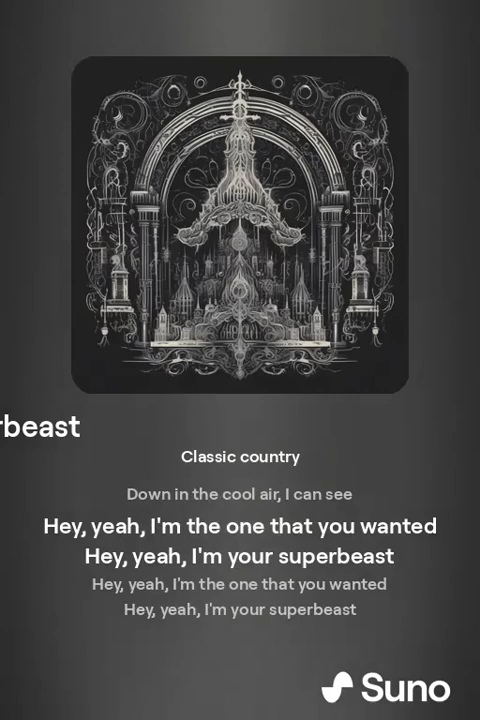 rbeast
Classic country
Down in the cool air, I can see
Hey, yeah, I'm the one that you wanted
Hey, yeah, I'm your superbeast
Hey, yeah, I'm the one that you wanted
Hey, yeah, I'm your superbeast
Suno